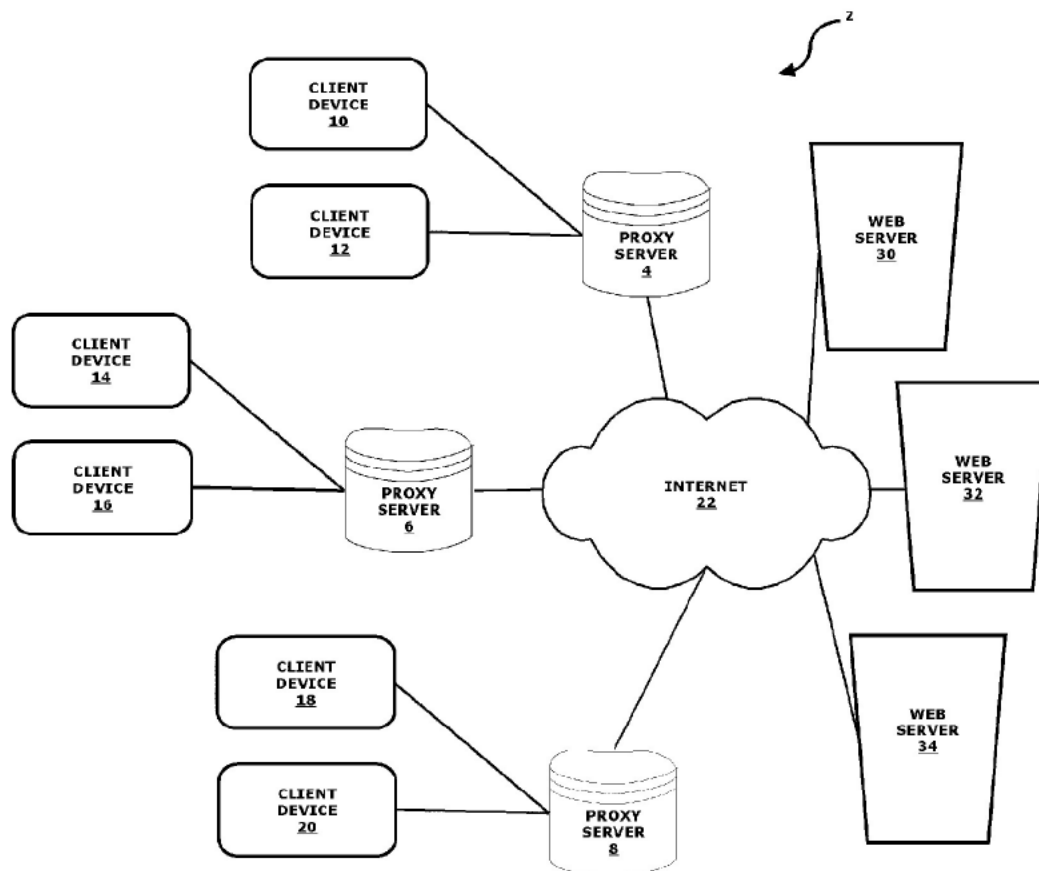 Z
CLIENT
DEVICE
10
CLIENT
DEVICE
12
PROXY
SERVER
4
WEB
SERVER
30
CLIENT
DEVICE
14
CLIENT
DEVICE
16
PROXY
SERVER
6
INTERNET
22
WEB
SERVER
32
CLIENT
DEVICE
18
CLIENT
DEVICE
20
PROXY
SERVER
8
WEB
SERVER
34